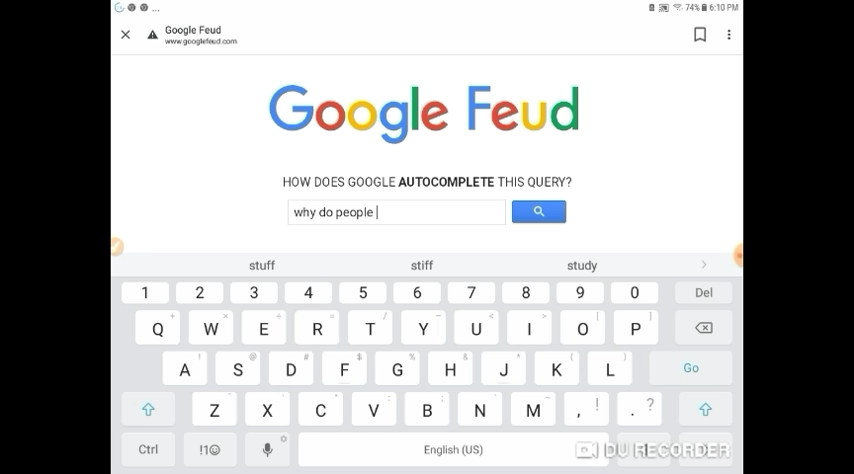 ... 74% 6:10 PM
Google Feud
www.googlefeud.com
Google Feud
HOW DOES GOOGLE AUTOCOMPLETE THIS QUERY?
why do people
stuff stiff study
1 2 3 4 5 6 7 8 9 0 Del
Q W E R T Y U I O P
A S D F G H J K L Go
Z X C V B N M , ! . ?
Ctrl !1☺ English (US) DU RECORDER